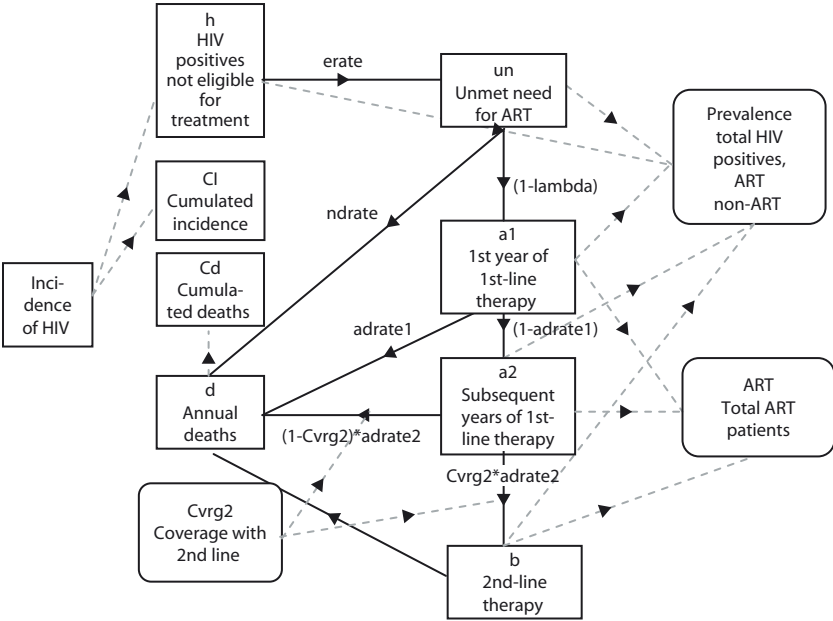 h
HIV
positives
not eligible
for
treatment
erate
un
Unmet need
for ART
Prevalence
total HIV
positives,
ART
non-ART
CI
Cumulated
incidence
ndrate
(1-lambda)
a1
1st year of
1st-line
therapy
Inci-
dence
of HIV
Cd
Cumula-
ted deaths
adrate1
(1-adrate1)
d
Annual
deaths
a2
Subsequent
years of 1st-
line therapy
ART
Total ART
patients
(1-Cvrg2)*adrate2
Cvrg2*adrate2
Cvrg2
Coverage with
2nd line
b
2nd-line
therapy